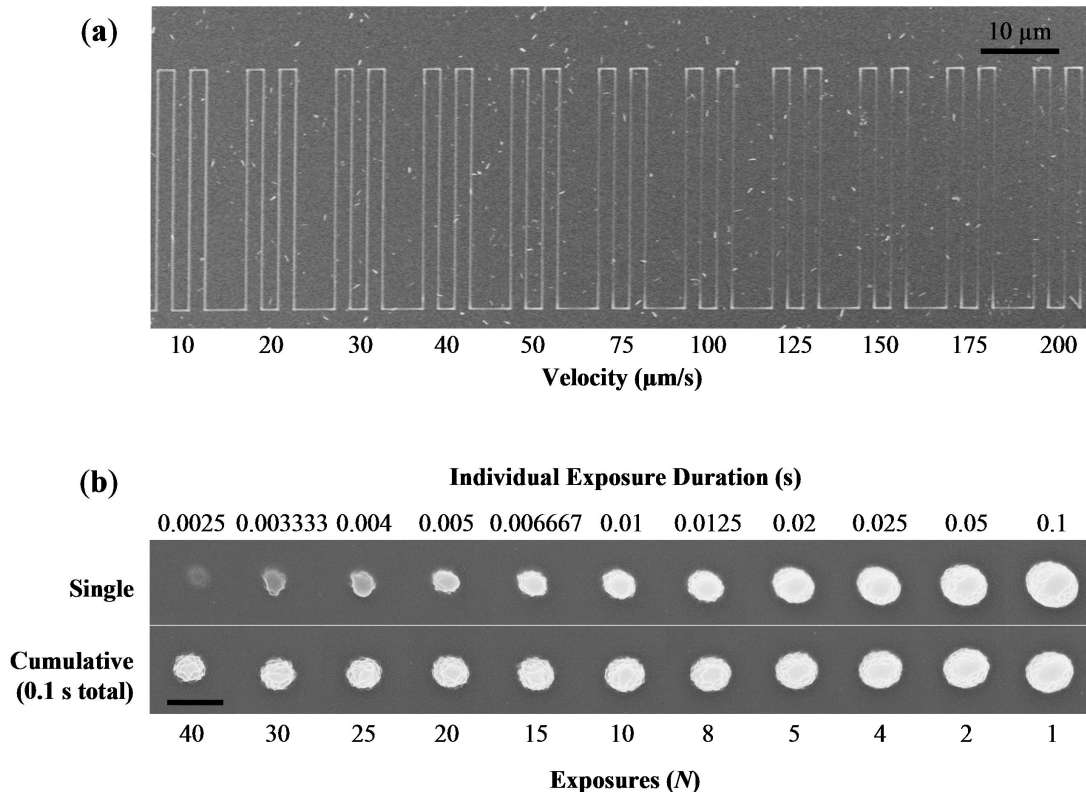 (a)
10 µm
10 20 30 40 50 75 100 125 150 175 200
Velocity (µm/s)
(b)
Individual Exposure Duration (s)
0.0025 0.003333 0.004 0.005 0.006667 0.01 0.0125 0.02 0.025 0.05 0.1
Single
Cumulative
(0.1 s total)
40 30 25 20 15 10 8 5 4 2 1
Exposures (N)